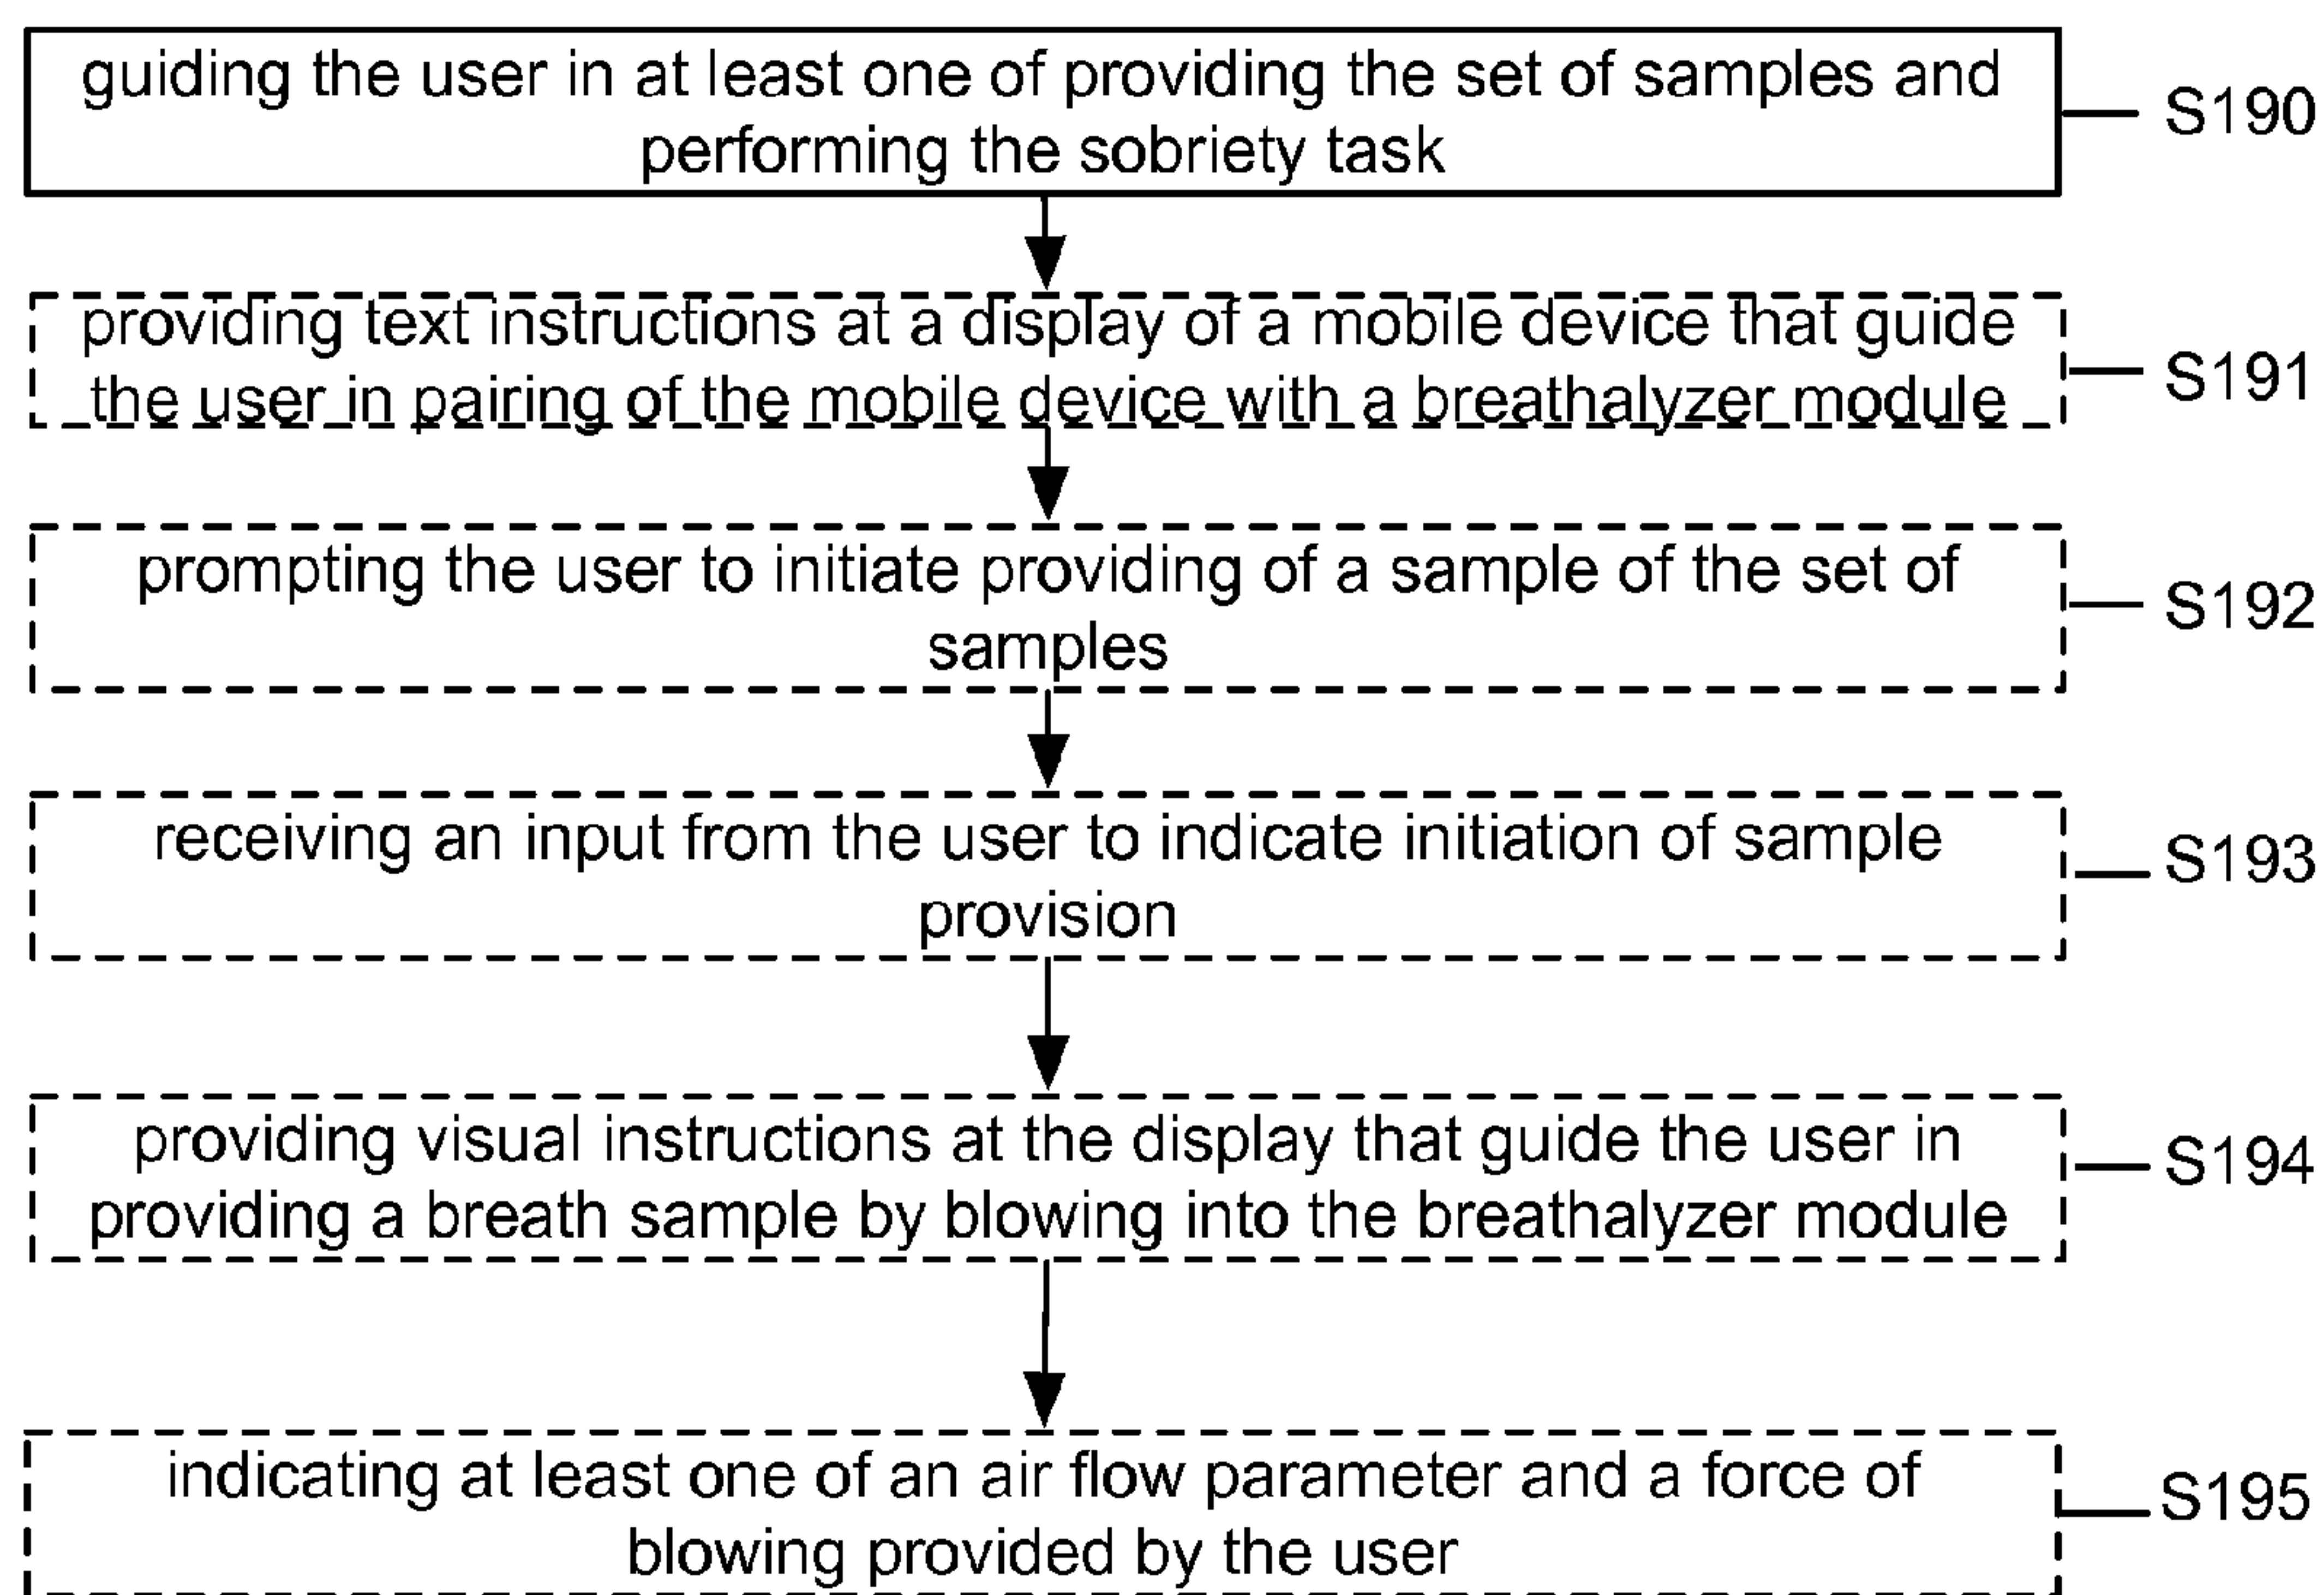 guiding the user in at least one of providing the set of samples and
performing the sobriety task
S190
providing text instructions at a display of a mobile device that guide
the user in pairing of the mobile device with a breathalyzer module
S191
prompting the user to initiate providing of a sample of the set of
samples
S192
receiving an input from the user to indicate initiation of sample
provision
S193
providing visual instructions at the display that guide the user in
providing a breath sample by blowing into the breathalyzer module
S194
indicating at least one of an air flow parameter and a force of
blowing provided by the user
S195